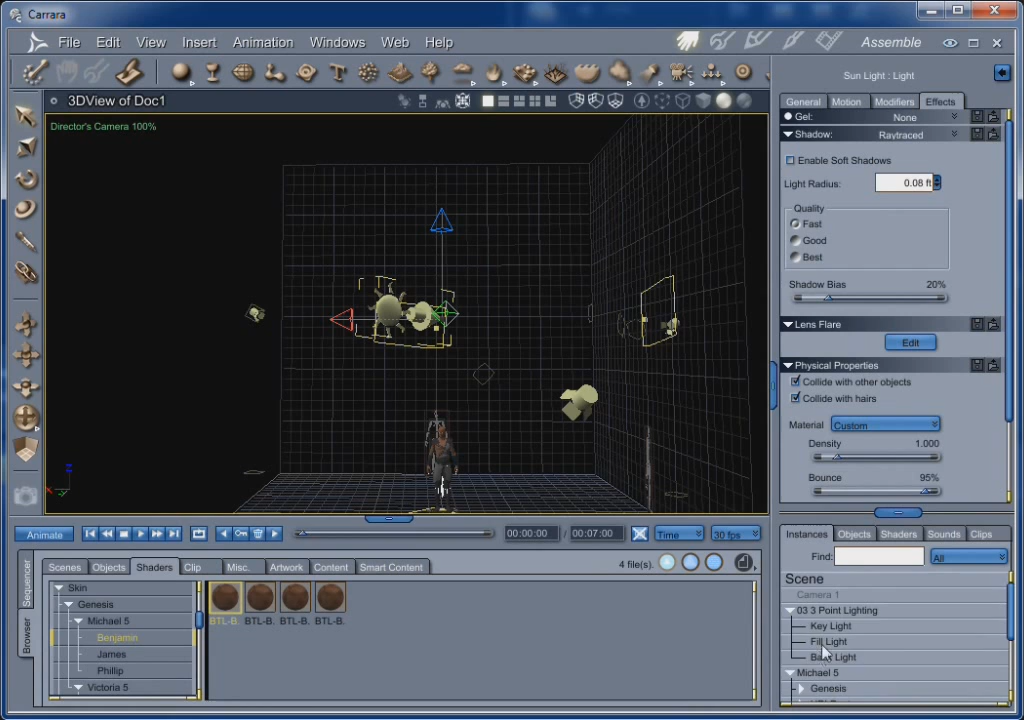 Carrara
File Edit View Insert Animation Windows Web Help
Assemble
3DView of Doc1
Director's Camera 100%
Sun Light : Light
General Motion Modifiers Effects
Gel: None
Shadow: Raytraced
Enable Soft Shadows
Light Radius: 0.08 ft
Quality
Fast
Good
Best
Shadow Bias 20%
Lens Flare
Edit
Physical Properties
Collide with other objects
Collide with hairs
Material Custom
Density 1.000
Bounce 95%
Animate 00:00:00 / 00:07:00 Time 30 fps
Instances Objects Shaders Sounds Clips
Find: All
Scene
Camera 1
03 3 Point Lighting
Key Light
Fill Light
Back Light
Michael 5
Genesis
Sequencer
Browser
Scenes Objects Shaders Clip Misc. Artwork Content Smart Content
4 file(s).
Skin
Genesis
Michael 5
Benjamin
James
Phillip
Victoria 5
BTL-B. BTL-B. BTL-B. BTL-B.